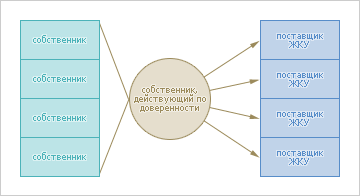 собственник
собственник
собственник
собственник
собственник,
действующий по
доверенности
поставщик
ЖКУ
поставщик
ЖКУ
поставщик
ЖКУ
поставщик
ЖКУ